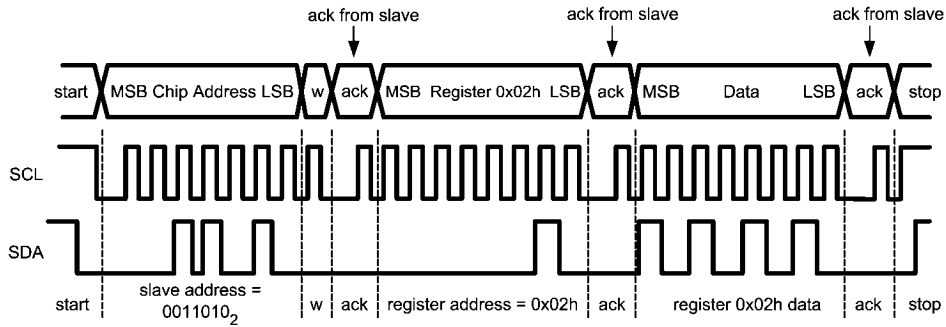 ack from slave ack from slave ack from slave
start MSB Chip Address LSB w ack MSB Register 0x02h LSB ack MSB Data LSB ack stop
SCL
SDA
start slave address = w ack register address = 0x02h ack register 0x02h data ack stop
0011010₂